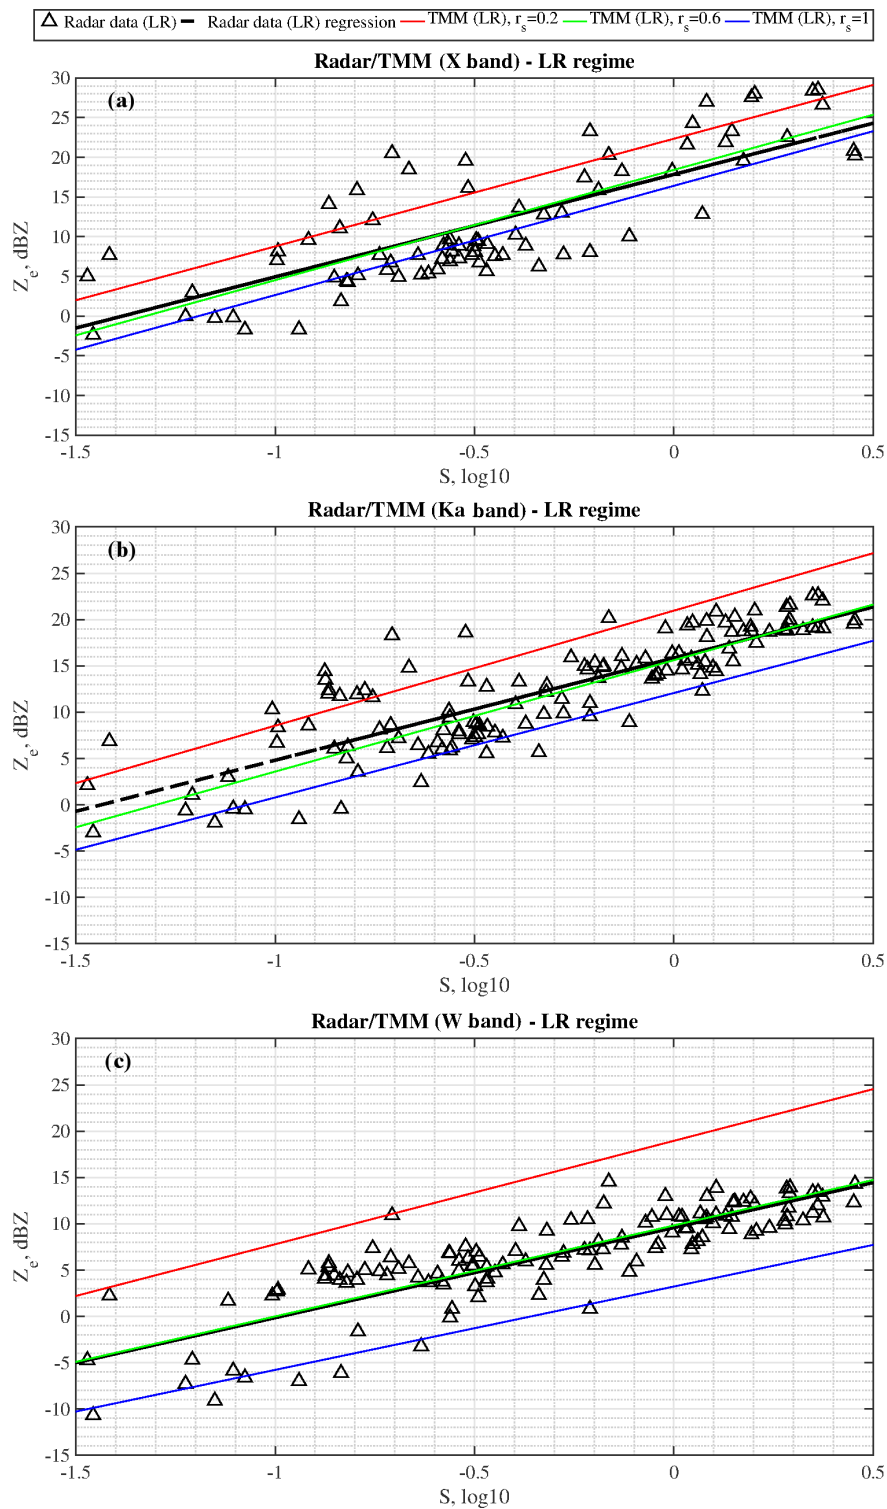 Radar data (LR) Radar data (LR) regression TMM (LR), r_s=0.2 TMM (LR), r_s=0.6 TMM (LR), r_s=1
Radar/TMM (X band) - LR regime
(a)
30
25
20
15
10
5
0
-5
-10
-15
Z_e, dBZ
-1.5 -1 -0.5 0 0.5
S, log10
Radar/TMM (Ka band) - LR regime
(b)
30
25
20
15
10
5
0
-5
-10
-15
Z_e, dBZ
-1.5 -1 -0.5 0 0.5
S, log10
Radar/TMM (W band) - LR regime
(c)
30
25
20
15
10
5
0
-5
-10
-15
Z_e, dBZ
-1.5 -1 -0.5 0 0.5
S, log10